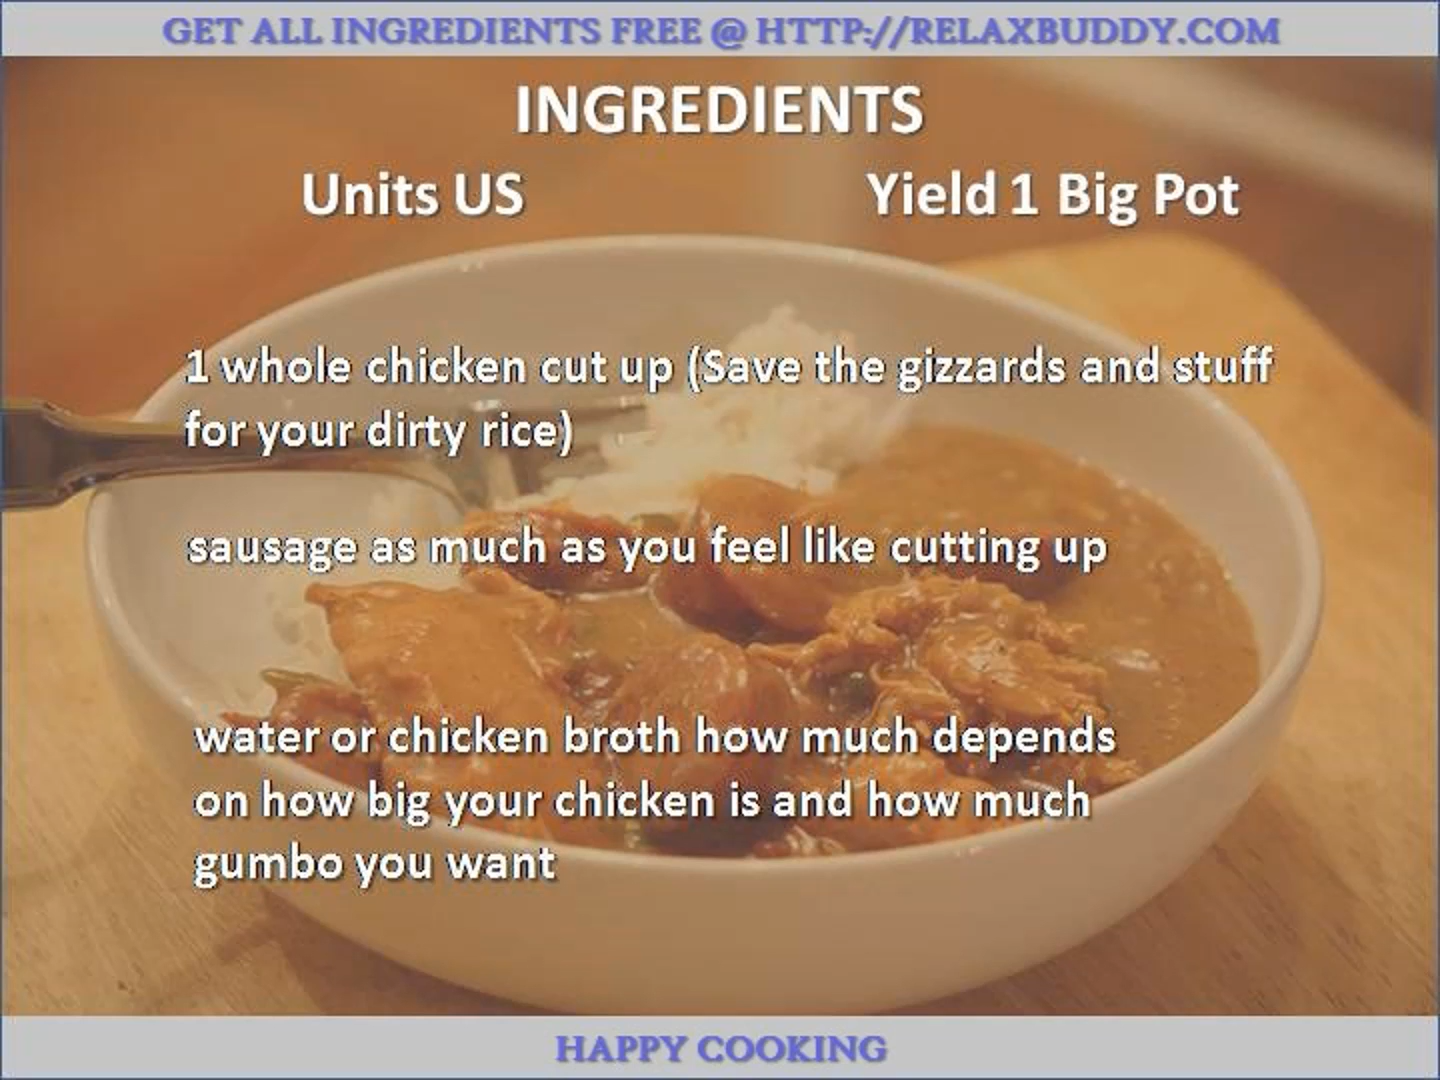 GET ALL INGREDIENTS FREE @ HTTP://RELAXBUDDY.COM
INGREDIENTS
Units US
Yield 1 Big Pot
1 whole chicken cut up (Save the gizzards and stuff
for your dirty rice)
sausage as much as you feel like cutting up
water or chicken broth how much depends
on how big your chicken is and how much
gumbo you want
HAPPY COOKING